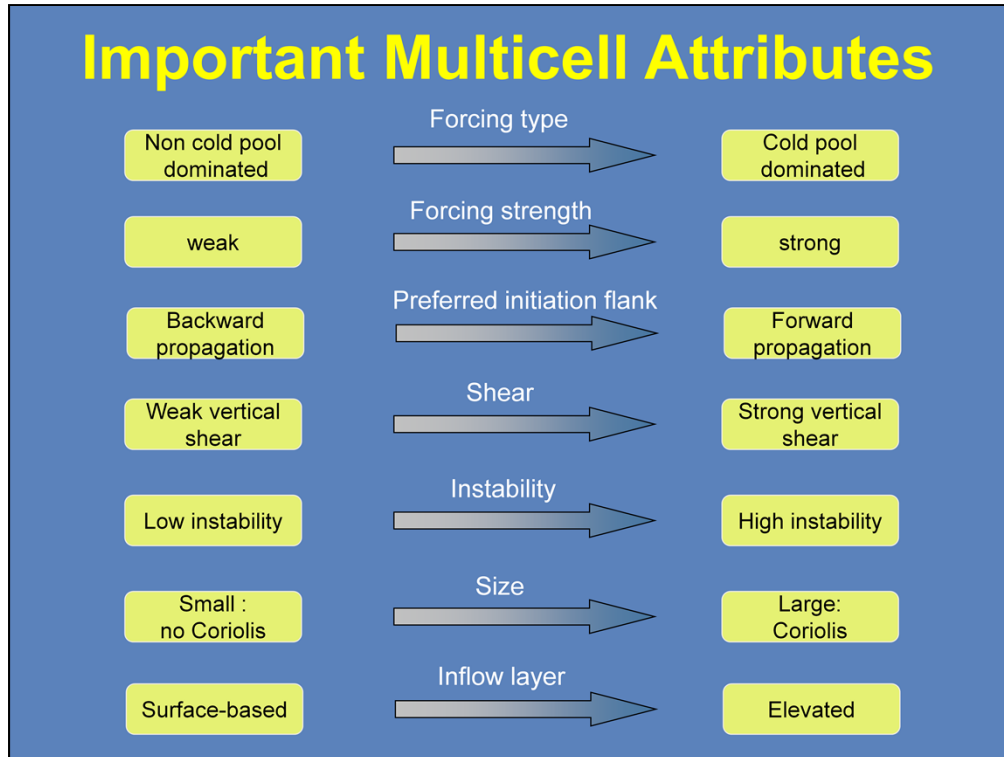 Important Multicell Attributes
Forcing type
Non cold pool
dominated
Cold pool
dominated
Forcing strength
weak
strong
Preferred initiation flank
Backward
propagation
Forward
propagation
Shear
Weak vertical
shear
Strong vertical
shear
Instability
Low instability
High instability
Size
Small :
no Coriolis
Large:
Coriolis
Inflow layer
Surface-based
Elevated